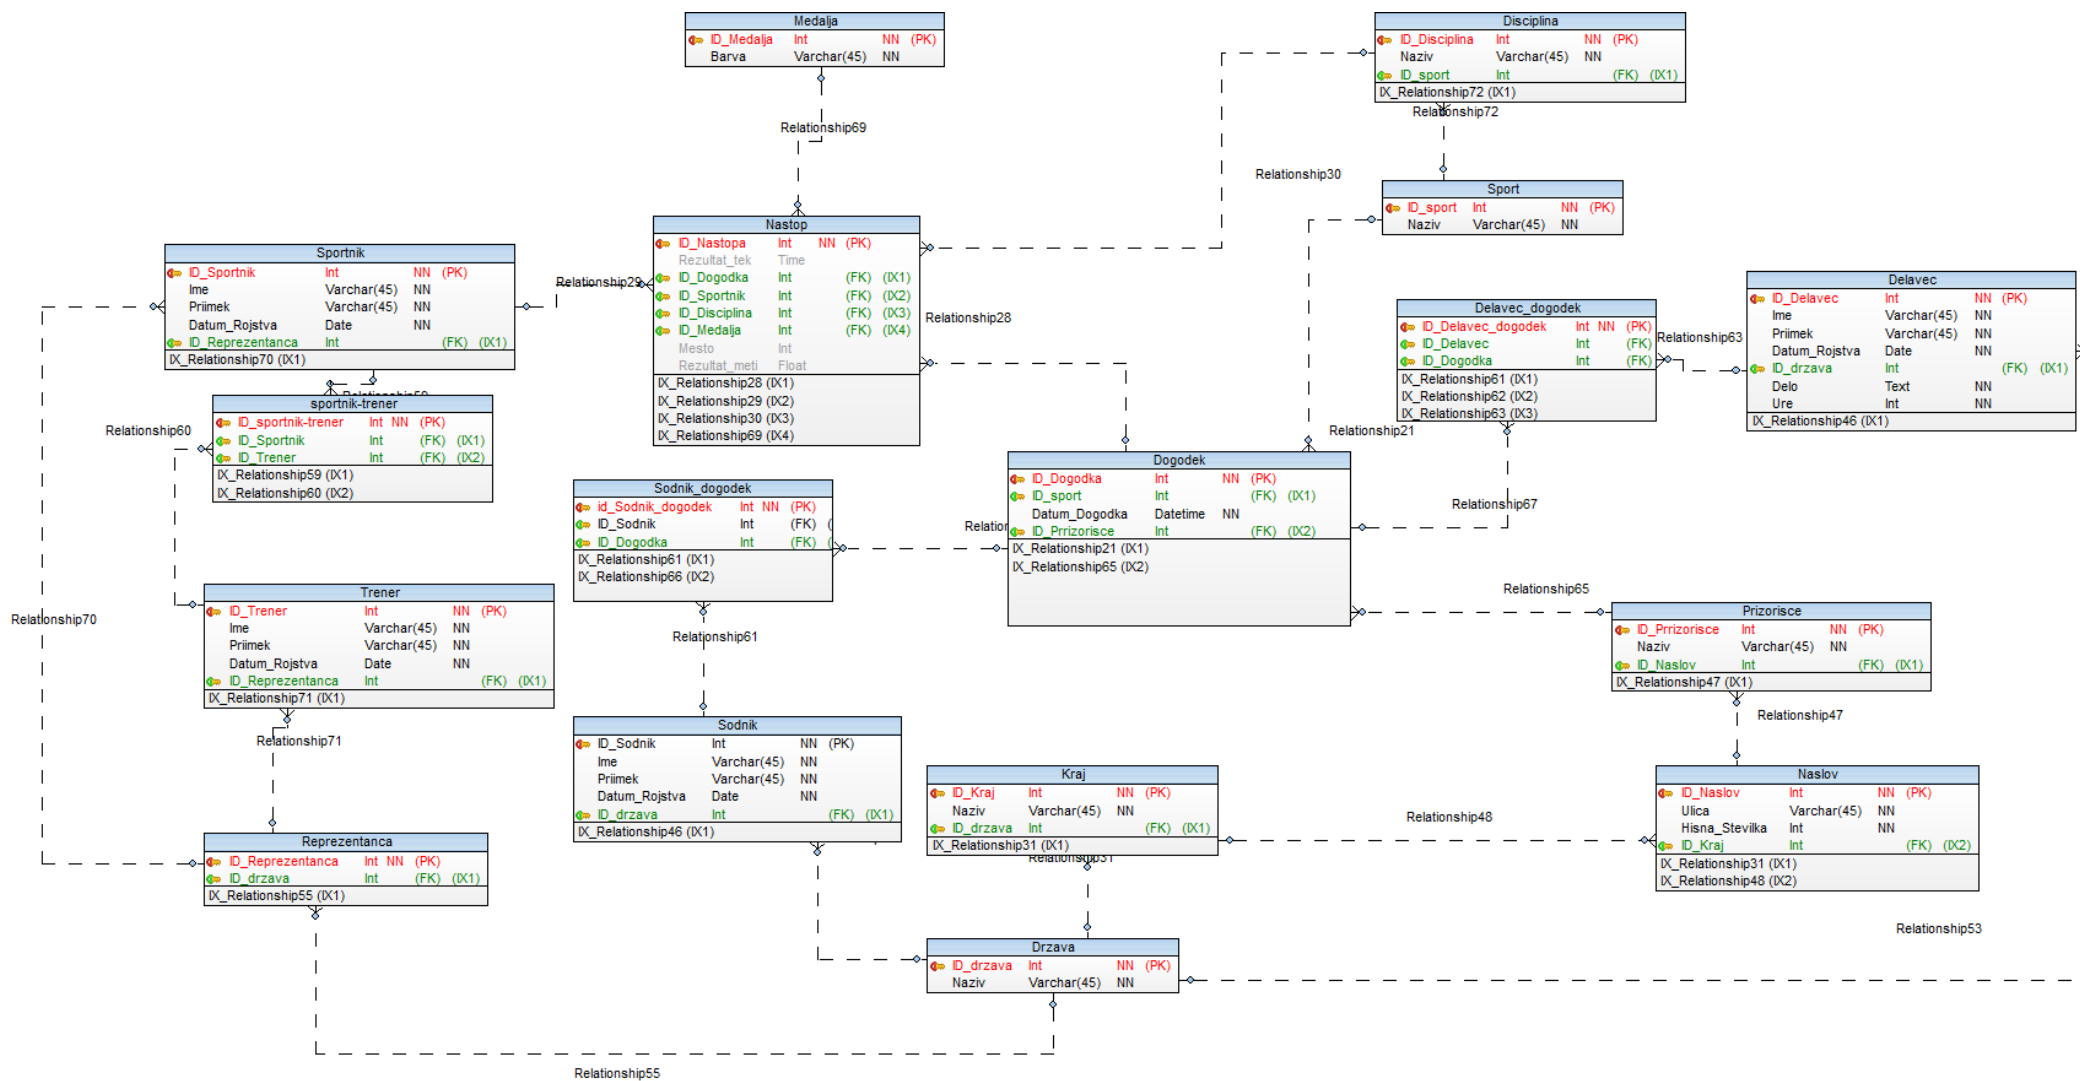 Medalja
ID_Medalja Int NN (PK)
Barva Varchar(45) NN
Relationship69
Disciplina
ID_Disciplina Int NN (PK)
Naziv Varchar(45) NN
ID_sport Int (FK) (IX1)
IX_Relationship72 (IX1)
Relationship72
Relationship30
Sport
ID_sport Int NN (PK)
Naziv Varchar(45) NN
Nastop
ID_Nastopa Int NN (PK)
Rezultat_tek Time
ID_Dogodka Int (FK) (IX1)
ID_Sportnik Int (FK) (IX2)
ID_Disciplina Int (FK) (IX3)
ID_Medalja Int (FK) (IX4)
Mesto Int
Rezultat_meti Float
IX_Relationship28 (IX1)
IX_Relationship29 (IX2)
IX_Relationship30 (IX3)
IX_Relationship69 (IX4)
Sportnik
ID_Sportnik Int NN (PK)
Ime Varchar(45) NN
Priimek Varchar(45) NN
Datum_Rojstva Date NN
ID_Reprezentanca Int (FK) (IX1)
IX_Relationship70 (IX1)
Relationship29
Relationship28
Delavec_dogodek
ID_Delavec_dogodek Int NN (PK)
ID_Delavec Int (FK)
ID_Dogodka Int (FK)
IX_Relationship61 (IX1)
IX_Relationship62 (IX2)
IX_Relationship63 (IX3)
Relationship63
Delavec
ID_Delavec Int NN (PK)
Ime Varchar(45) NN
Priimek Varchar(45) NN
Datum_Rojstva Date NN
ID_drzava Int (FK) (IX1)
Delo Text NN
Ure Int NN
IX_Relationship46 (IX1)
Relationship59
sportnik-trener
ID_sportnik-trener Int NN (PK)
ID_Sportnik Int (FK) (IX1)
ID_Trener Int (FK) (IX2)
IX_Relationship59 (IX1)
IX_Relationship60 (IX2)
Relationship60
Relationship21
Sodnik_dogodek
id_Sodnik_dogodek Int NN (PK)
ID_Sodnik Int (FK) (
ID_Dogodka Int (FK) (
IX_Relationship61 (IX1)
IX_Relationship66 (IX2)
Relation
Dogodek
ID_Dogodka Int NN (PK)
ID_sport Int (FK) (IX1)
Datum_Dogodka Datetime NN
ID_Prrizorisce Int (FK) (IX2)
IX_Relationship21 (IX1)
IX_Relationship65 (IX2)
Relationship67
Relationship65
Prizorisce
ID_Prrizorisce Int NN (PK)
Naziv Varchar(45) NN
ID_Naslov Int (FK) (IX1)
IX_Relationship47 (IX1)
Trener
ID_Trener Int NN (PK)
Ime Varchar(45) NN
Priimek Varchar(45) NN
Datum_Rojstva Date NN
ID_Reprezentanca Int (FK) (IX1)
IX_Relationship71 (IX1)
Relationship70
Relationship61
Relationship71
Relationship47
Sodnik
ID_Sodnik Int NN (PK)
Ime Varchar(45) NN
Priimek Varchar(45) NN
Datum_Rojstva Date NN
ID_drzava Int (FK) (IX1)
IX_Relationship46 (IX1)
Kraj
ID_Kraj Int NN (PK)
Naziv Varchar(45) NN
ID_drzava Int (FK) (IX1)
IX_Relationship31 (IX1)
Relationship31
Relationship48
Naslov
ID_Naslov Int NN (PK)
Ulica Varchar(45) NN
Hisna_Stevilka Int NN
ID_Kraj Int (FK) (IX2)
IX_Relationship31 (IX1)
IX_Relationship48 (IX2)
Reprezentanca
ID_Reprezentanca Int NN (PK)
ID_drzava Int (FK) (IX1)
IX_Relationship55 (IX1)
Relationship53
Drzava
ID_drzava Int NN (PK)
Naziv Varchar(45) NN
Relationship55